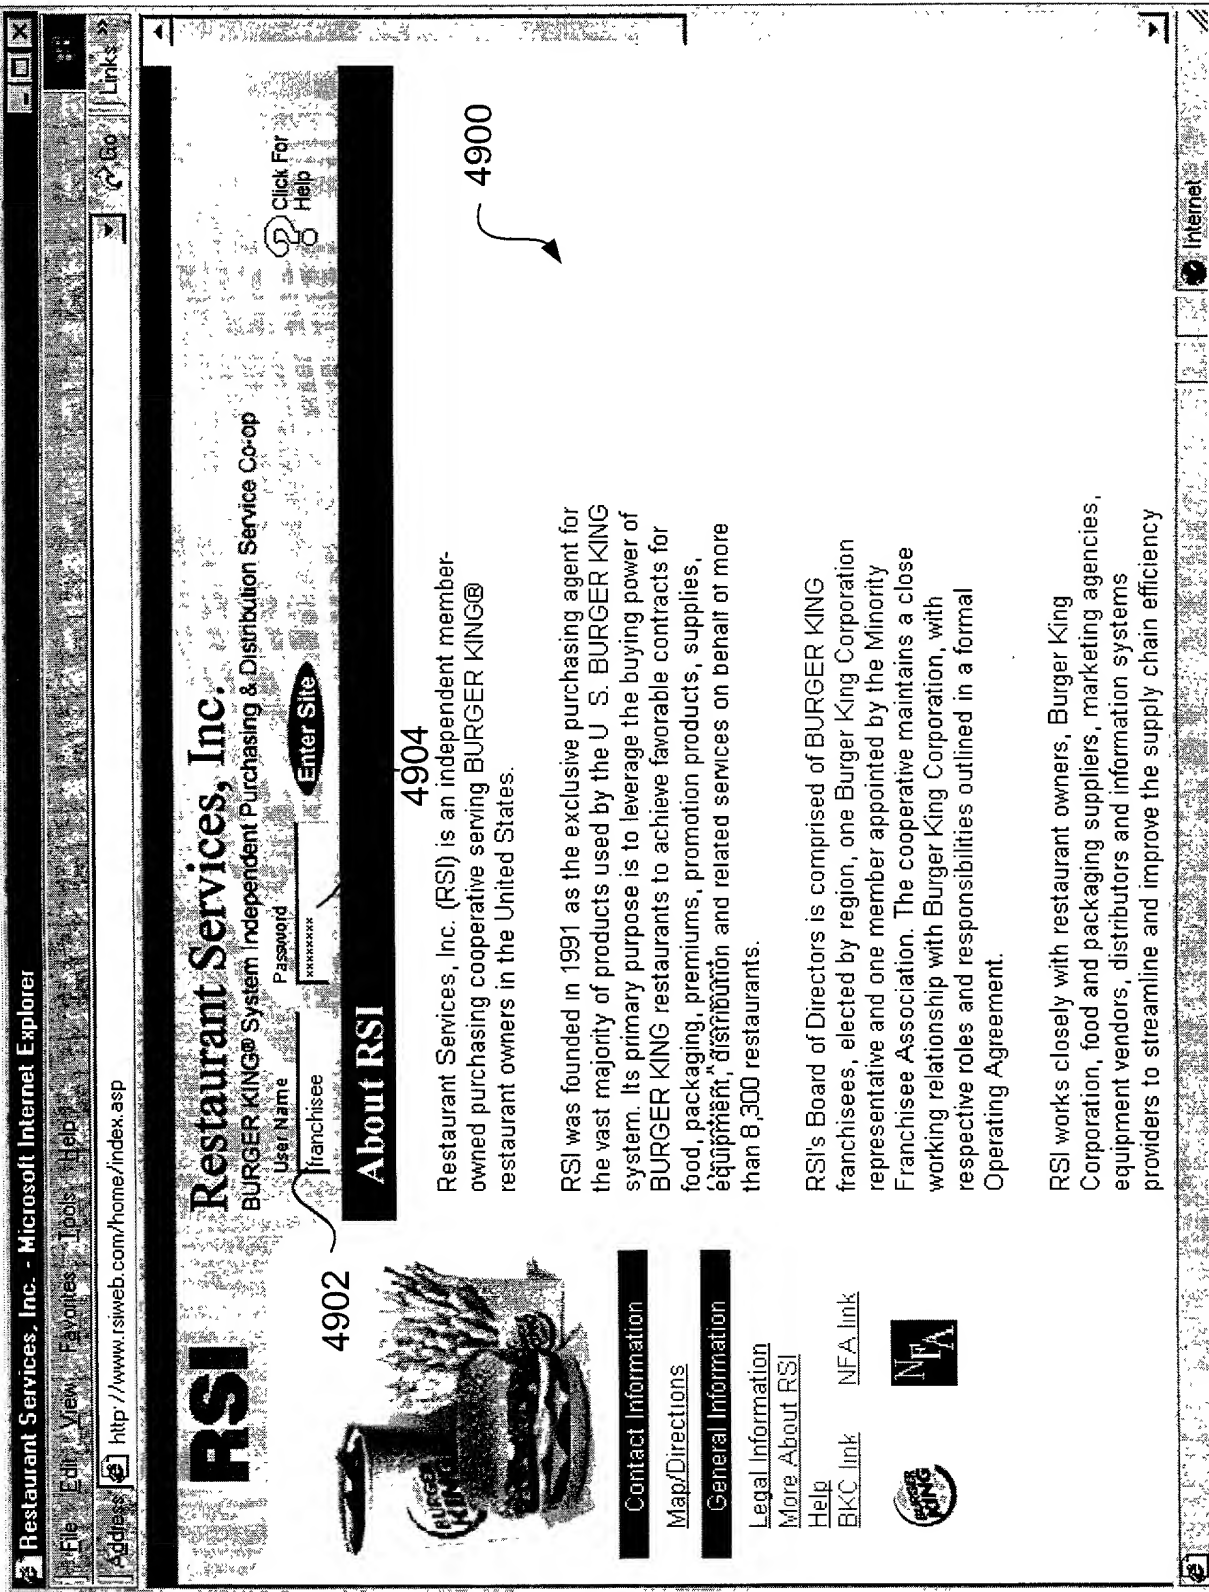 Restaurant Services, Inc. - Microsoft Internet Explorer
File Edit View Favorites Tools Help
Address http://www.rsiweb.com/home/index.asp Go Links »
RSI
Restaurant Services, Inc.
BURGER KING® System Independent Purchasing & Distribution Service Co-op
User Name Password
franchisee ******** Enter Site
Click For
Help
4902
4904
4900
About RSI
BURGER
KING
Contact Information
Map/Directions
General Information
Legal Information
More About RSI
Help
BKC link NFA link
BURGER
KING
NFA
Restaurant Services, Inc. (RSI) is an independent member-
owned purchasing cooperative serving BURGER KING®
restaurant owners in the United States.
RSI was founded in 1991 as the exclusive purchasing agent for
the vast majority of products used by the U S. BURGER KING
system. Its primary purpose is to leverage the buying power of
BURGER KING restaurants to achieve favorable contracts for
food, packaging, premiums, promotion products, supplies,
equipment, distribution and related services on behalf of more
than 8,300 restaurants.
RSI's Board of Directors is comprised of BURGER KING
franchisees, elected by region, one Burger King Corporation
representative and one member appointed by the Minority
Franchisee Association. The cooperative maintains a close
working relationship with Burger King Corporation, with
respective roles and responsibilities outlined in a formal
Operating Agreement.
RSI works closely with restaurant owners, Burger King
Corporation, food and packaging suppliers, marketing agencies,
equipment vendors, distributors and information systems
providers to streamline and improve the supply chain efficiency
Internet